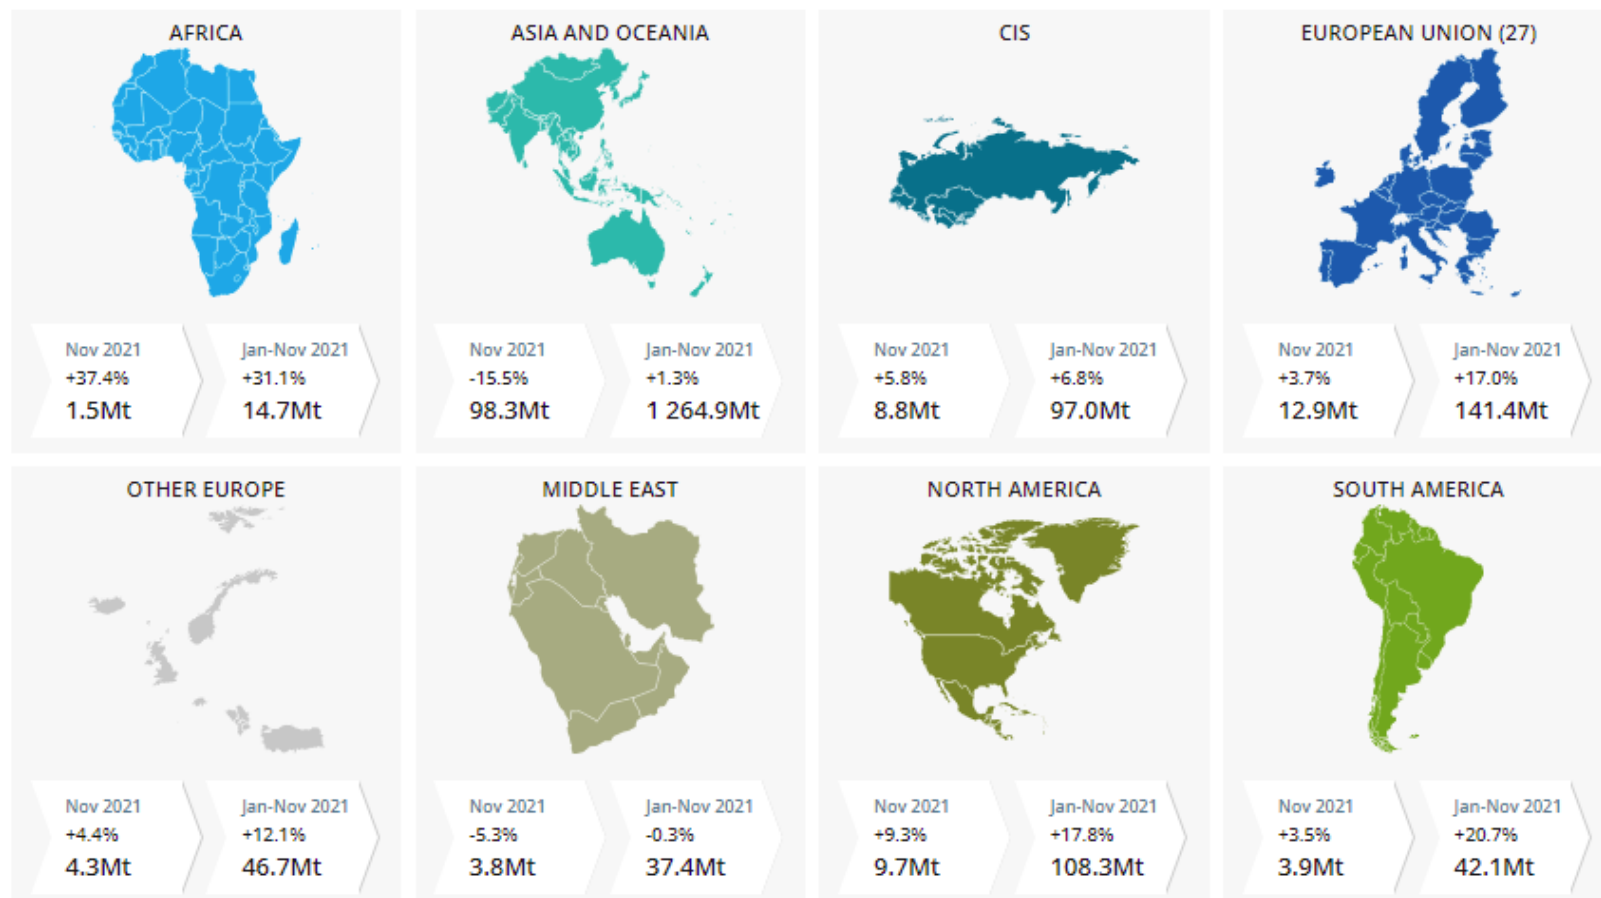 AFRICA
Nov 2021
+37.4%
1.5Mt
Jan-Nov 2021
+31.1%
14.7Mt
ASIA AND OCEANIA
Nov 2021
-15.5%
98.3Mt
Jan-Nov 2021
+1.3%
1 264.9Mt
CIS
Nov 2021
+5.8%
8.8Mt
Jan-Nov 2021
+6.8%
97.0Mt
EUROPEAN UNION (27)
Nov 2021
+3.7%
12.9Mt
Jan-Nov 2021
+17.0%
141.4Mt
OTHER EUROPE
Nov 2021
+4.4%
4.3Mt
Jan-Nov 2021
+12.1%
46.7Mt
MIDDLE EAST
Nov 2021
-5.3%
3.8Mt
Jan-Nov 2021
-0.3%
37.4Mt
NORTH AMERICA
Nov 2021
+9.3%
9.7Mt
Jan-Nov 2021
+17.8%
108.3Mt
SOUTH AMERICA
Nov 2021
+3.5%
3.9Mt
Jan-Nov 2021
+20.7%
42.1Mt